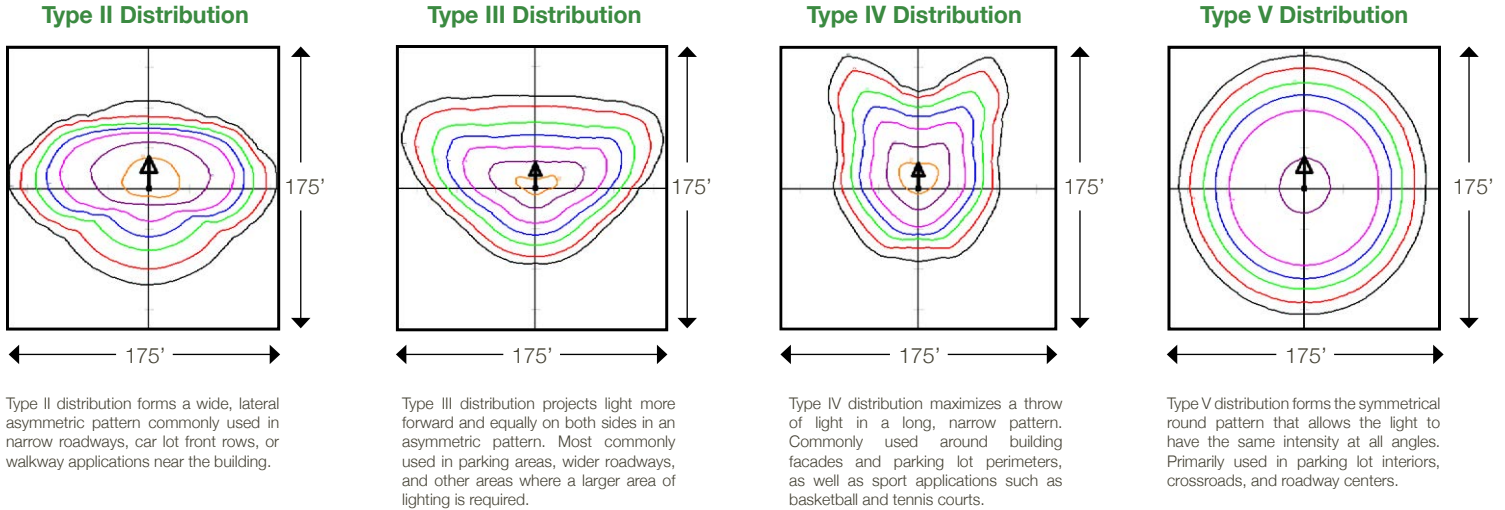 Type II Distribution
175’
175’
Type II distribution forms a wide, lateral
asymmetric pattern commonly used in
narrow roadways, car lot front rows, or
walkway applications near the building.
Type III Distribution
175’
175’
Type III distribution projects light more
forward and equally on both sides in an
asymmetric pattern. Most commonly
used in parking areas, wider roadways,
and other areas where a larger area of
lighting is required.
Type IV Distribution
175’
175’
Type IV distribution maximizes a throw
of light in a long, narrow pattern.
Commonly used around building
facades and parking lot perimeters,
as well as sport applications such as
basketball and tennis courts.
Type V Distribution
175’
175’
Type V distribution forms the symmetrical
round pattern that allows the light to
have the same intensity at all angles.
Primarily used in parking lot interiors,
crossroads, and roadway centers.